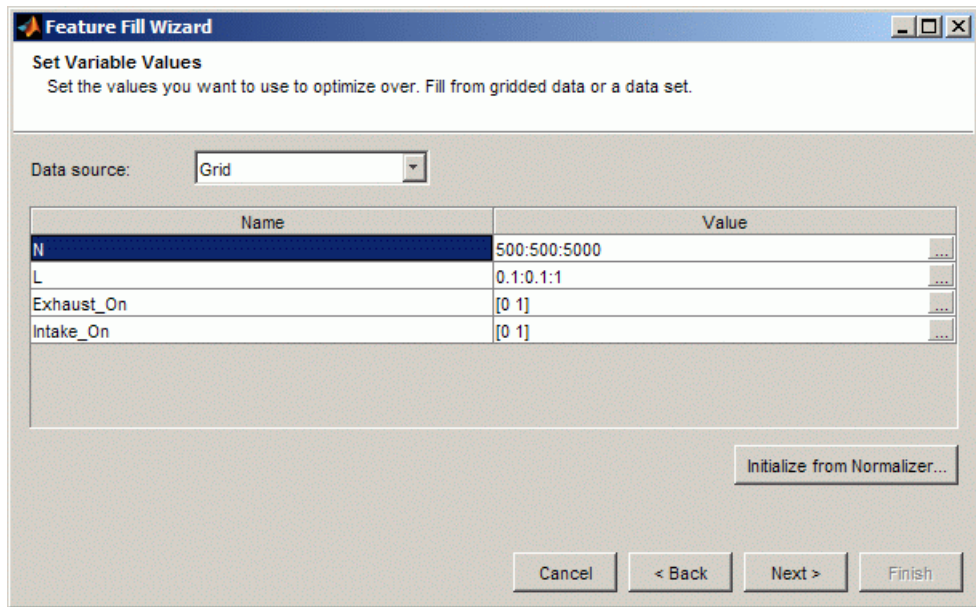 Feature Fill Wizard
Set Variable Values
Set the values you want to use to optimize over. Fill from gridded data or a data set.
Data source: Grid
Name Value
N 500:500:5000 ...
L 0.1:0.1:1 ...
Exhaust_On [0 1] ...
Intake_On [0 1] ...
Initialize from Normalizer...
Cancel < Back Next > Finish